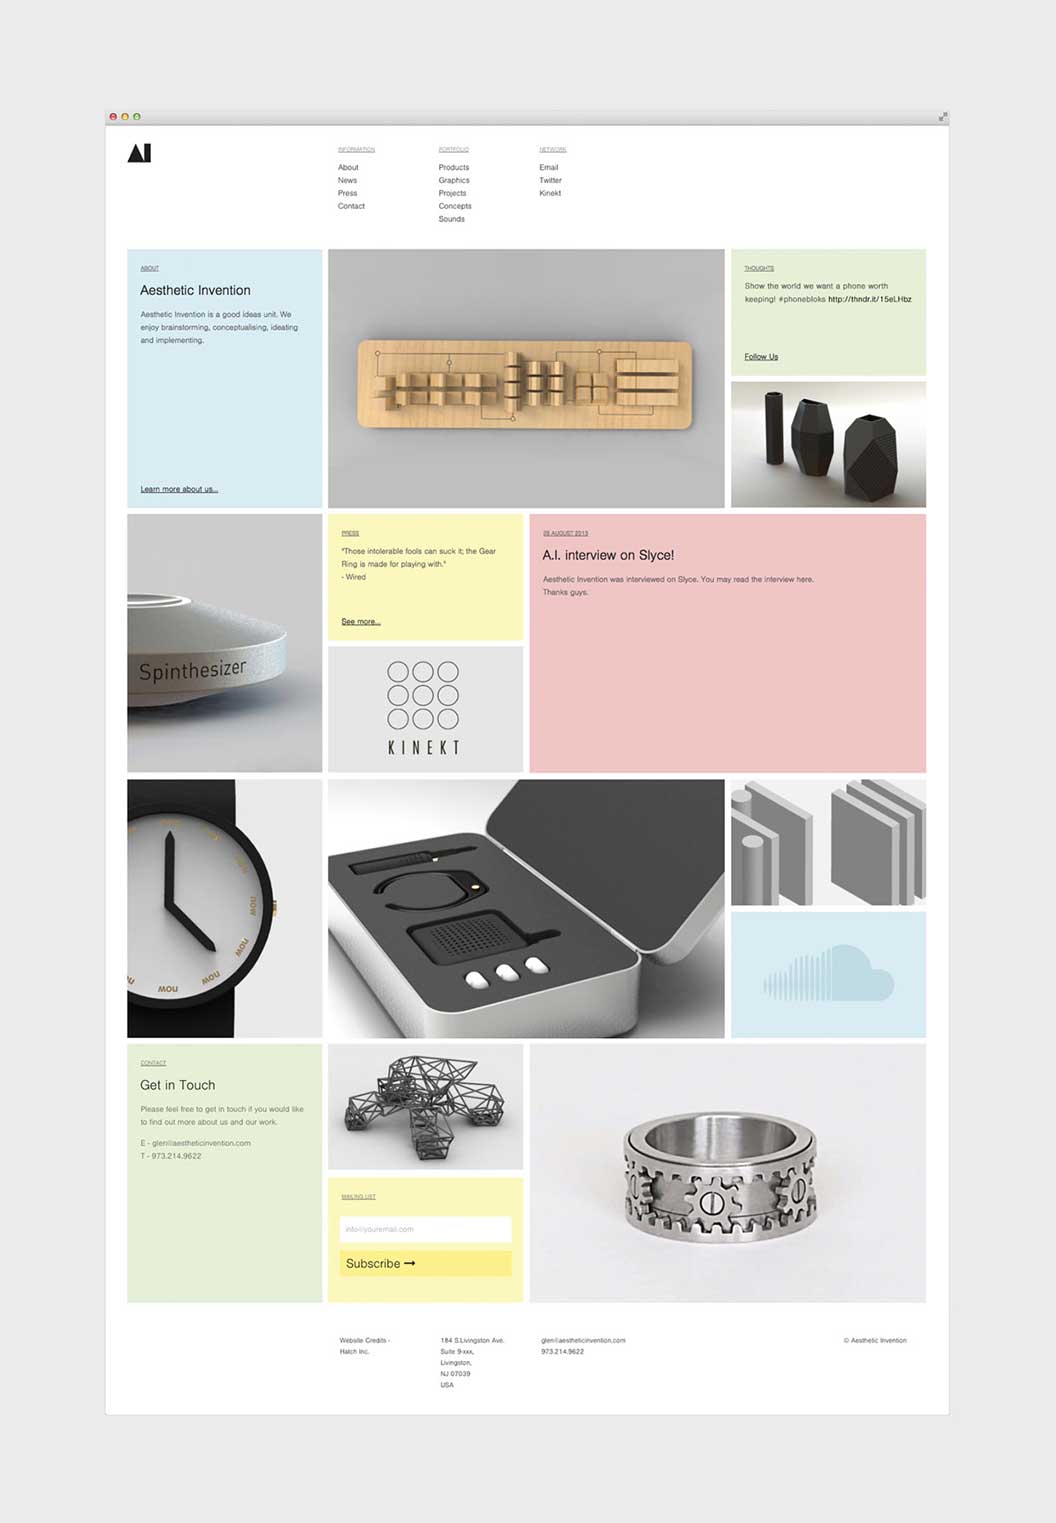 AI
INFORMATION
About
News
Press
Contact
PORTFOLIO
Products
Graphics
Projects
Concepts
Sounds
NETWORK
Email
Twitter
Kinekt
ABOUT
Aesthetic Invention
Aesthetic Invention is a good ideas unit. We
enjoy brainstorming, conceptualising, ideating
and implementing.
Learn more about us...
THOUGHTS
Show the world we want a phone worth
keeping! #phonebloks http://thndr.it/15eLHbz
Follow Us
Spinthesizer
PRESS
"Those intolerable fools can suck it; the Gear
Ring is made for playing with."
- Wired
See more...
KINEKT
28 AUGUST 2013
A.I. interview on Slyce!
Aesthetic Invention was interviewed on Slyce. You may read the interview here.
Thanks guys.
now
now
now
now
now
now
CONTACT
Get in Touch
Please feel free to get in touch if you would like
to find out more about us and our work.
E - glen@aestheticinvention.com
T - 973.214.9622
MAILING LIST
info@youremail.com
Subscribe →
Website Credits -
Hatch Inc.
184 S.Livingston Ave.
Suite 9-xxx,
Livingston,
NJ 07039
USA
glen@aestheticinvention.com
973.214.9622
© Aesthetic Invention